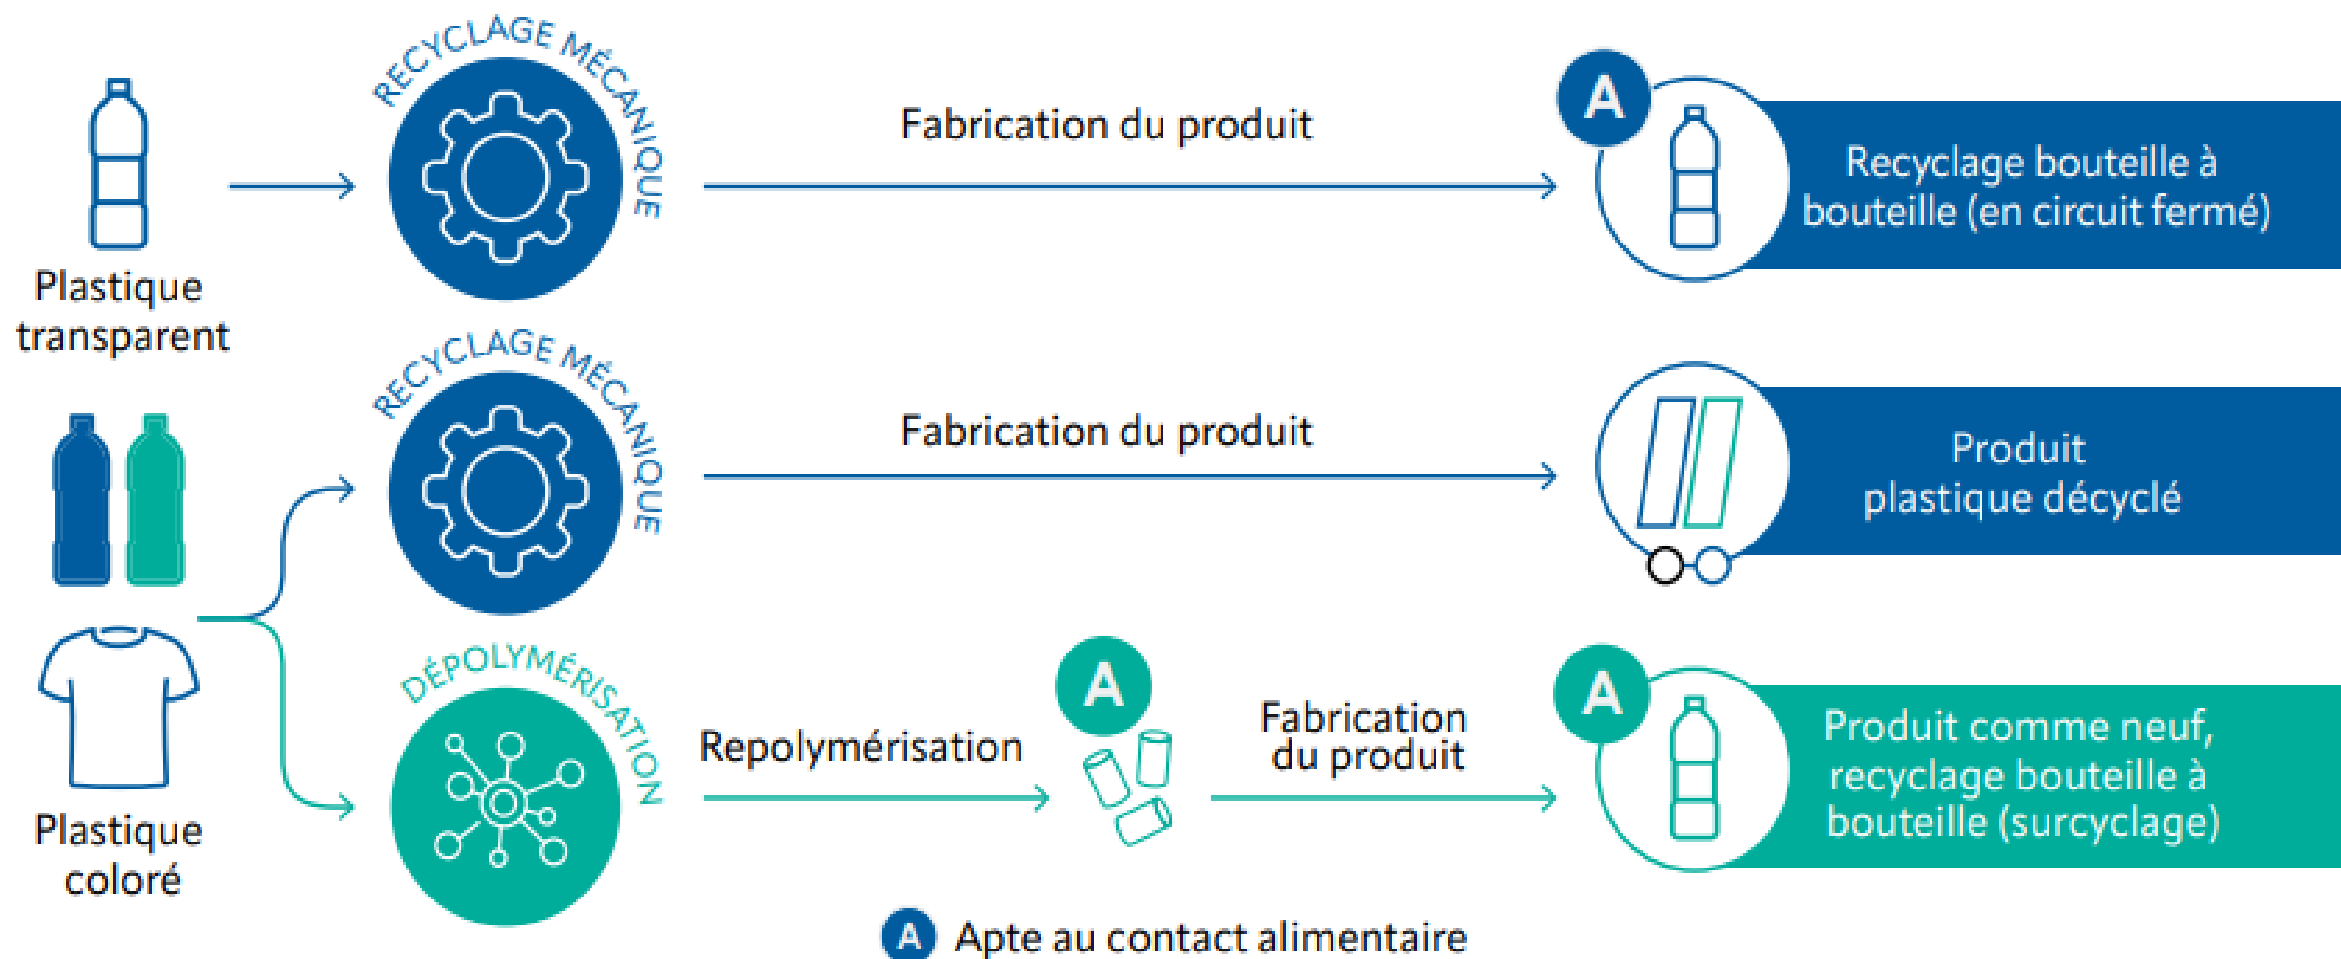 RECYCLAGE MÉCANIQUE
Plastique
transparent
Fabrication du produit
A
Recyclage bouteille à
bouteille (en circuit fermé)
RECYCLAGE MÉCANIQUE
Fabrication du produit
Produit
plastique décyclé
Plastique
coloré
DÉPOLYMÉRISATION
Repolymérisation
A
Fabrication
du produit
A
Produit comme neuf,
recyclage bouteille à
bouteille (surcyclage)
A Apte au contact alimentaire